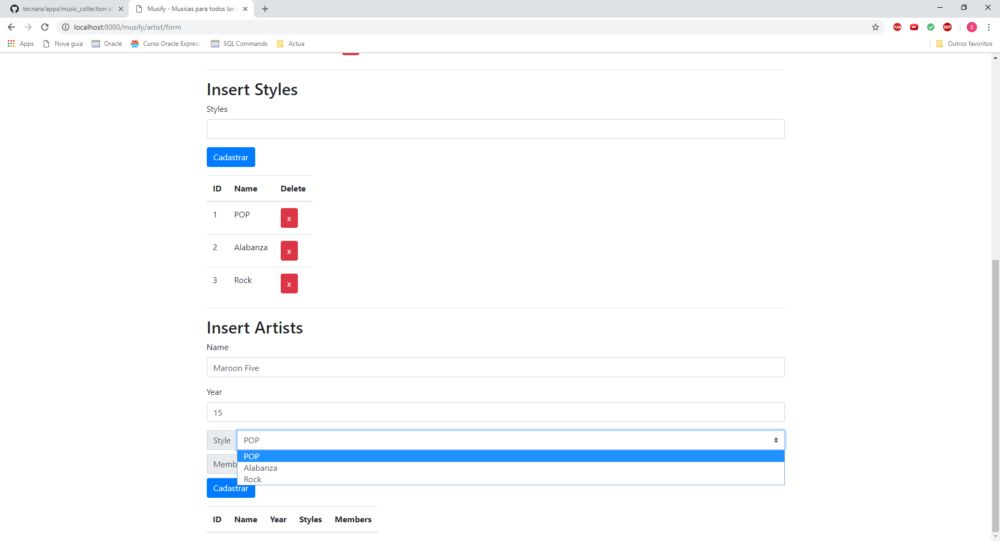 tecnara/apps/music_collection at
Musify - Musicas para todos los g
localhost:8080/musify/artist/form
YAB
ABP
S
Apps
Nova guia
Oracle
Curso Oracle Express
SQL Commands
Actua
Outros favoritos
Insert Styles
Styles
Cadastrar
ID Name Delete
1 POP x
2 Alabanza x
3 Rock x
Insert Artists
Name
Maroon Five
Year
15
Style POP
POP
Memb
Alabanza
Rock
Cadastrar
ID Name Year Styles Members